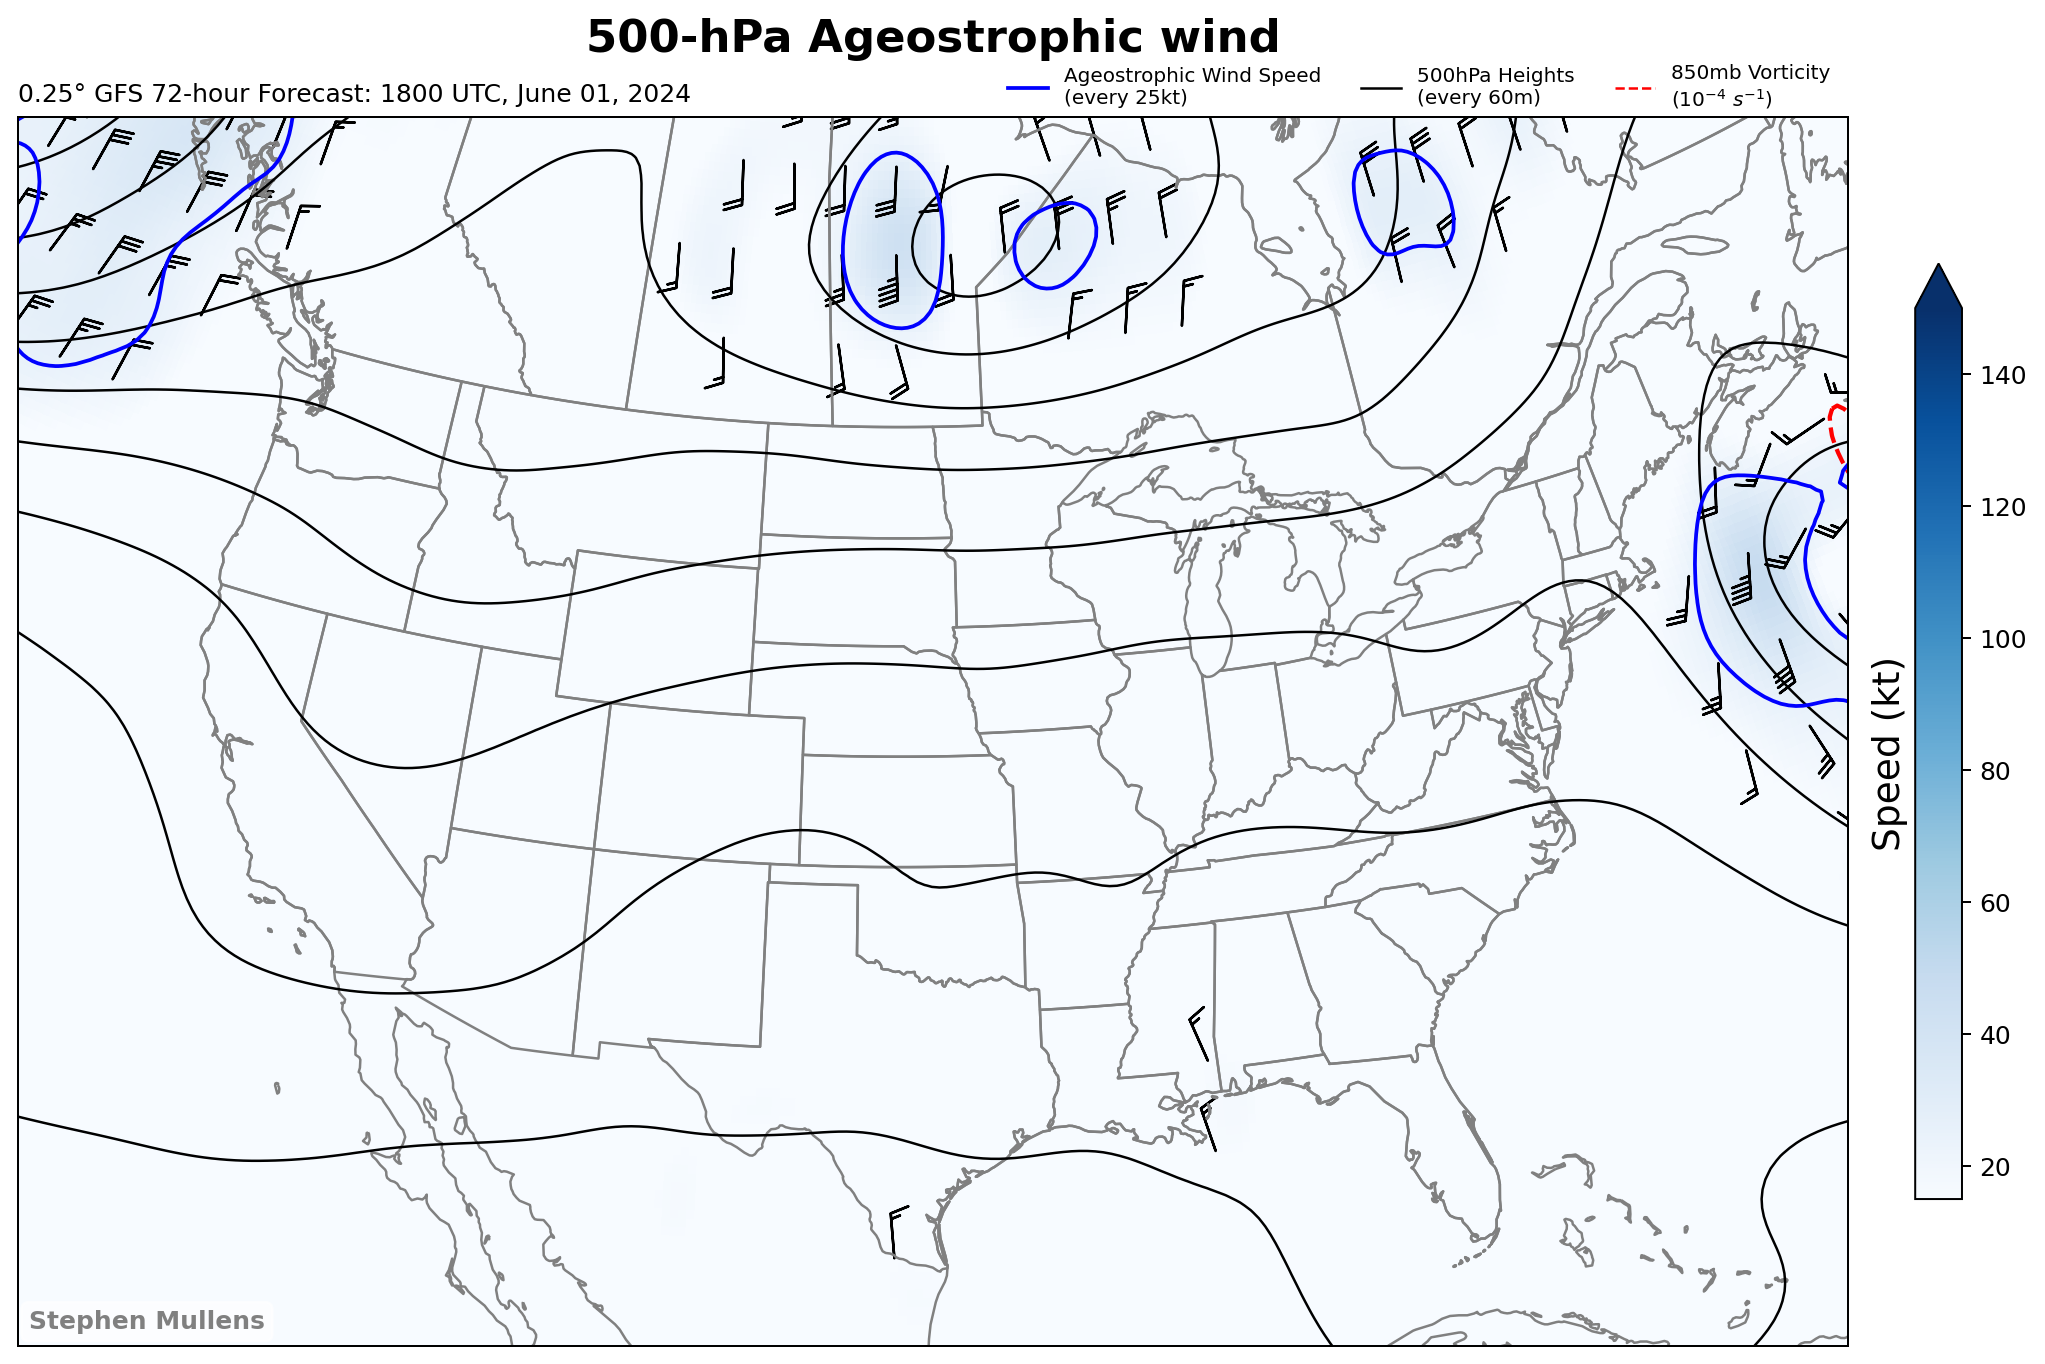 500-hPa Ageostrophic wind
0.25° GFS 72-hour Forecast: 1800 UTC, June 01, 2024
Ageostrophic Wind Speed
(every 25kt)
500hPa Heights
(every 60m)
850mb Vorticity
(10⁻⁴ s⁻¹)
140
120
100
80
60
40
20
Speed (kt)
Stephen Mullens